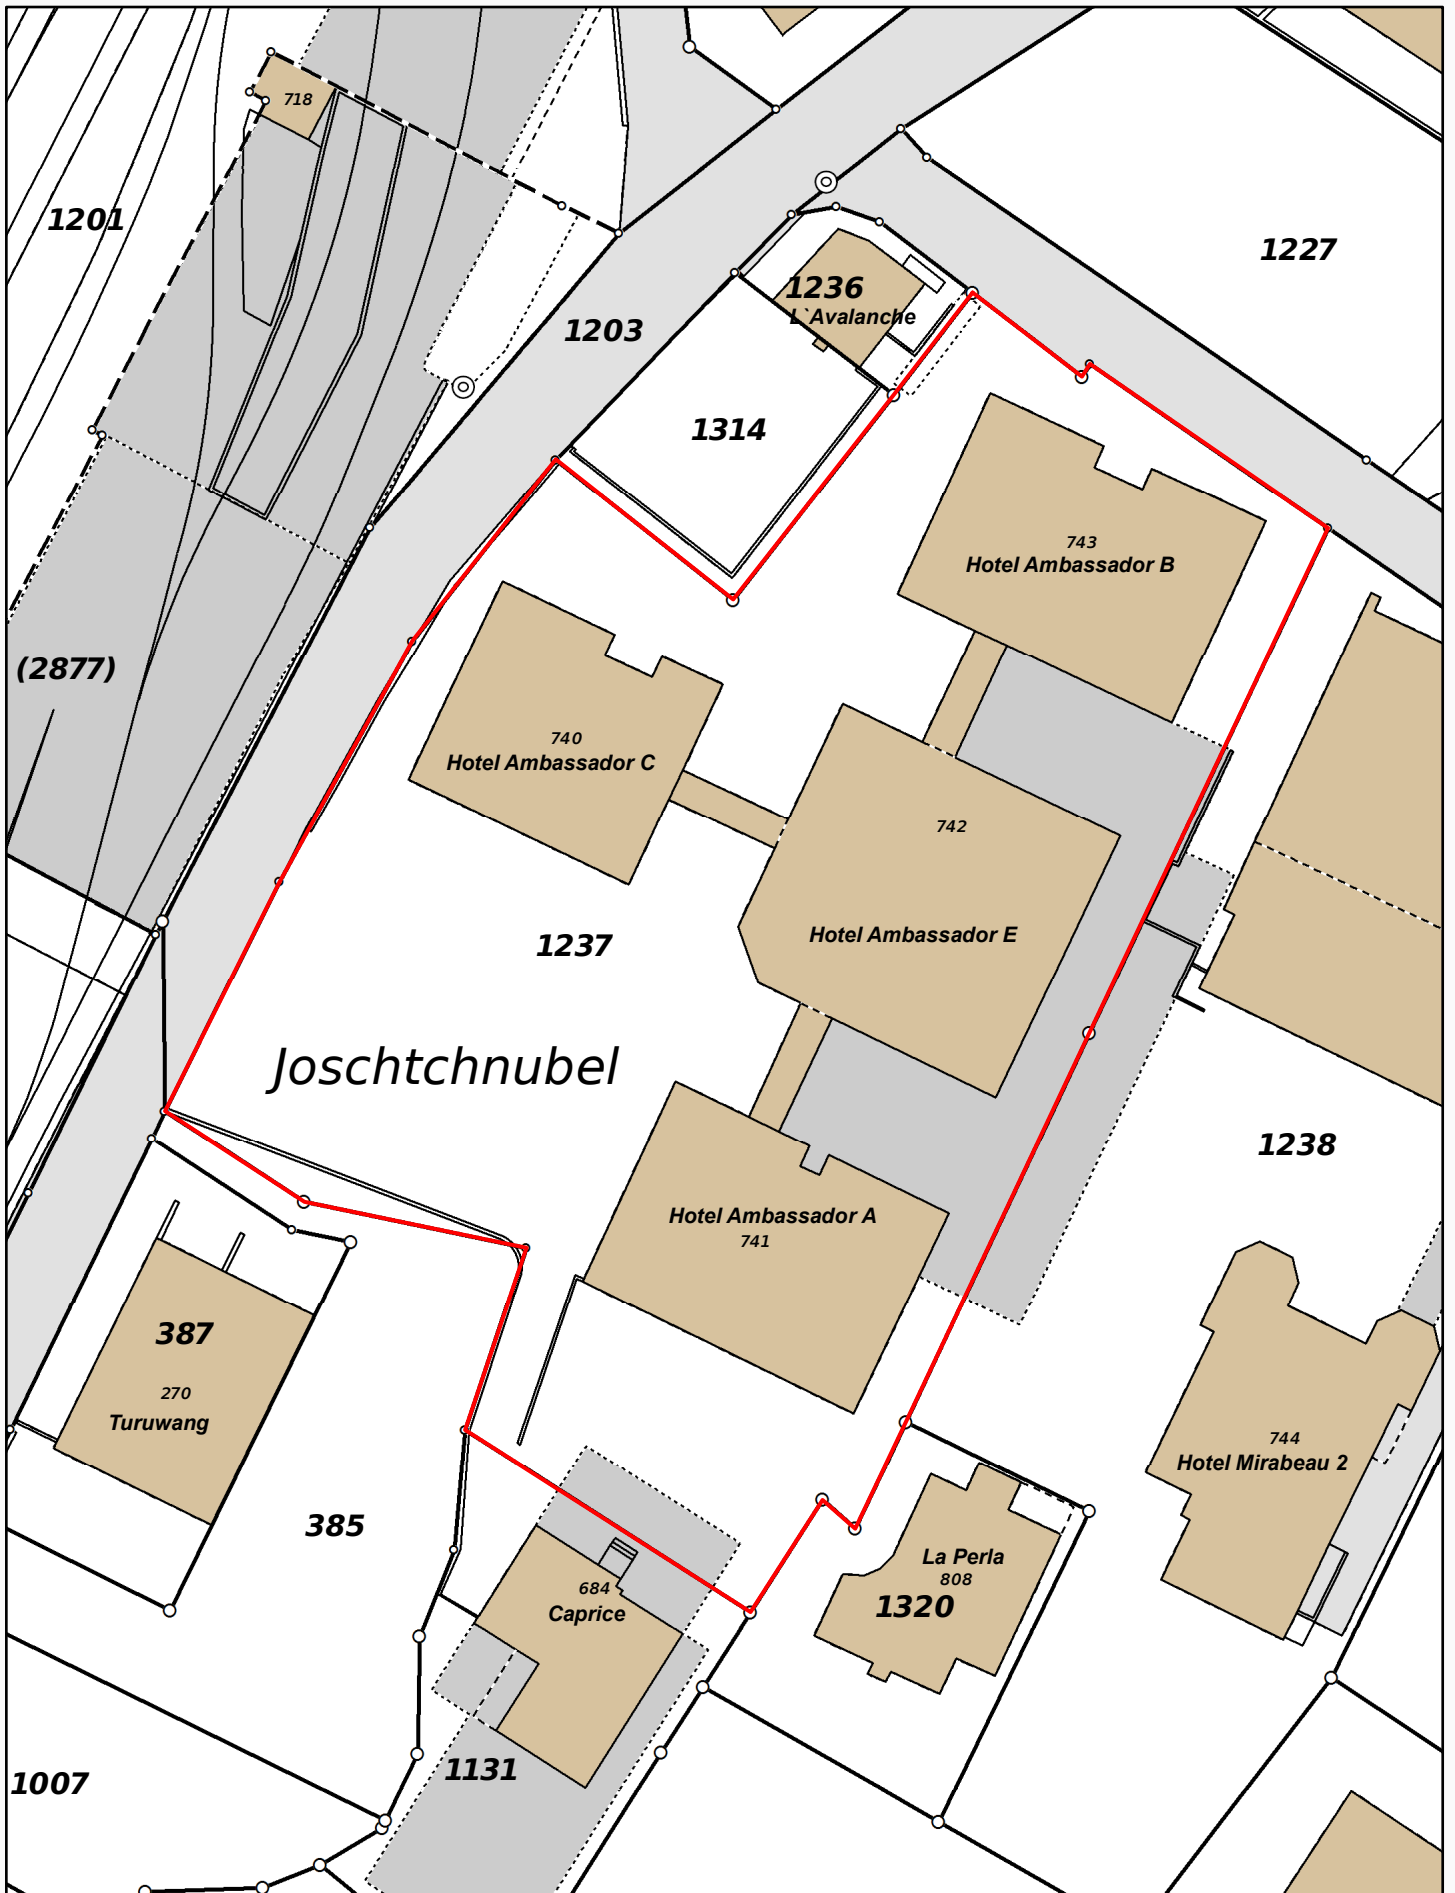 718
1201
1227
1236
L`Avalanche
1203
1314
743
Hotel Ambassador B
(2877)
740
Hotel Ambassador C
742
Hotel Ambassador E
1237
Joschtchnubel
1238
Hotel Ambassador A
741
387
270
Turuwang
744
Hotel Mirabeau 2
385
La Perla
808
684
Caprice
1320
1131
1007